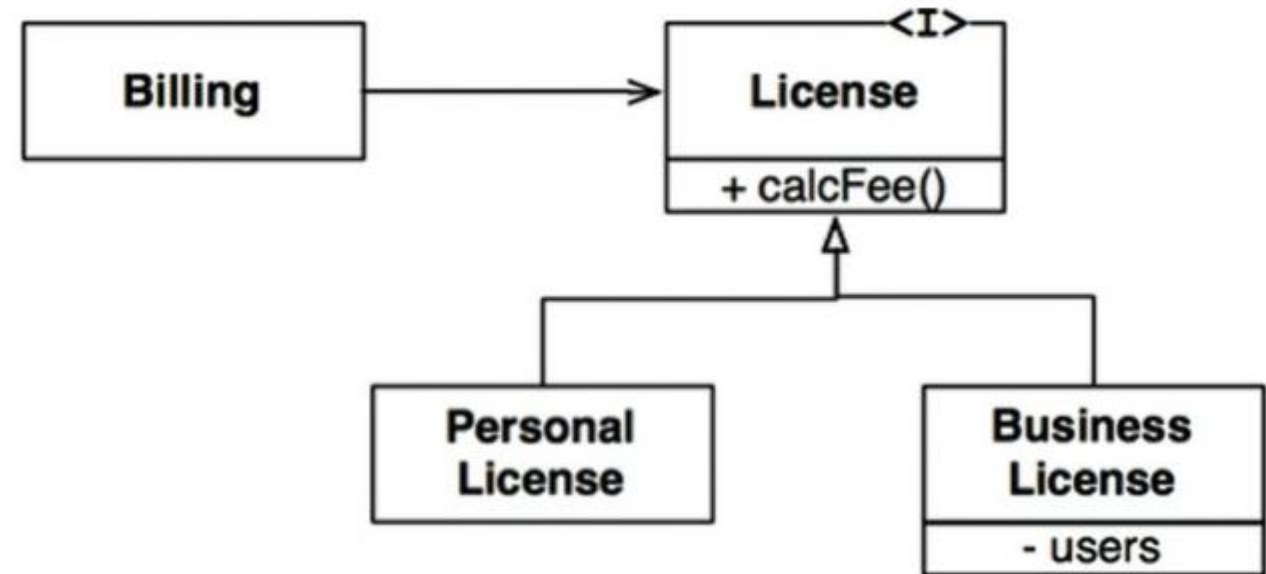 Billing
<I>
License
+ calcFee()
Personal
License
Business
License
- users